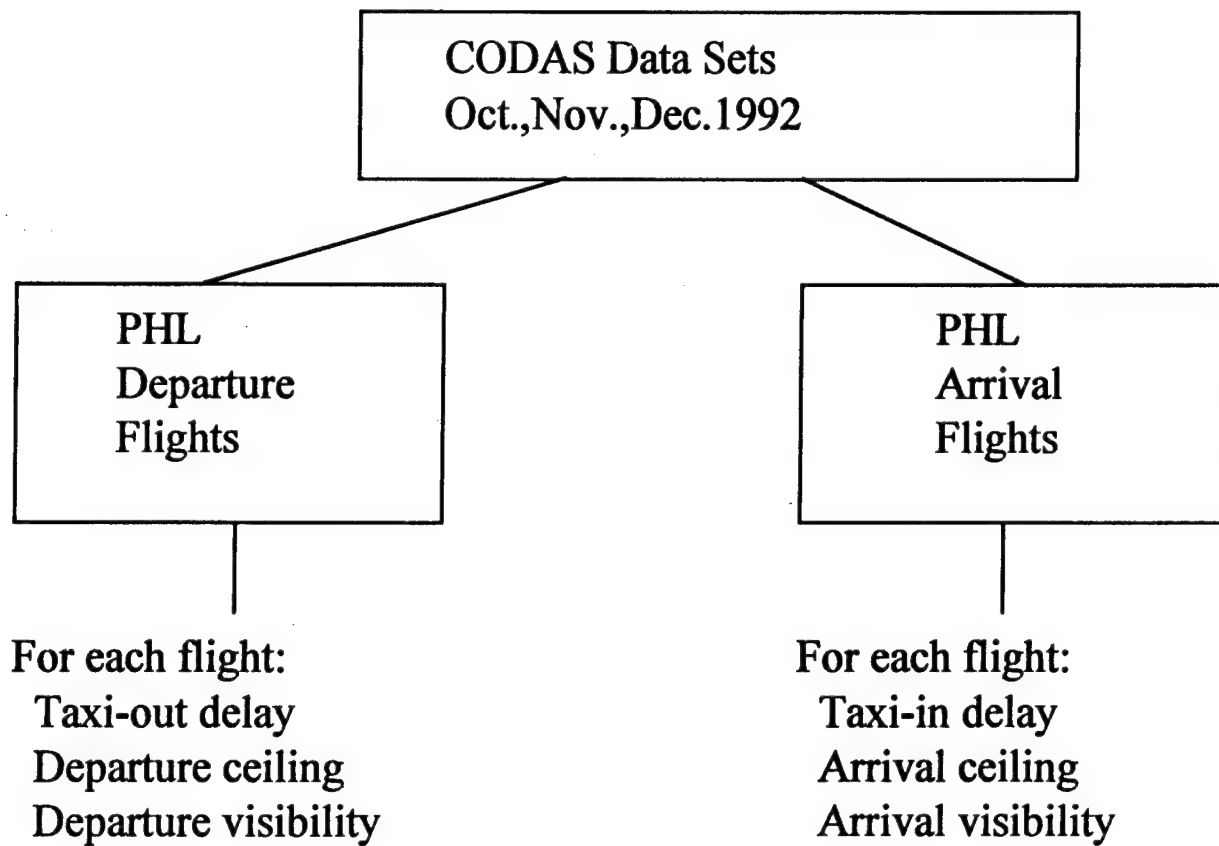 CODAS Data Sets
Oct.,Nov.,Dec.1992
PHL
Departure
Flights
PHL
Arrival
Flights
For each flight:
Taxi-out delay
Departure ceiling
Departure visibility
For each flight:
Taxi-in delay
Arrival ceiling
Arrival visibility